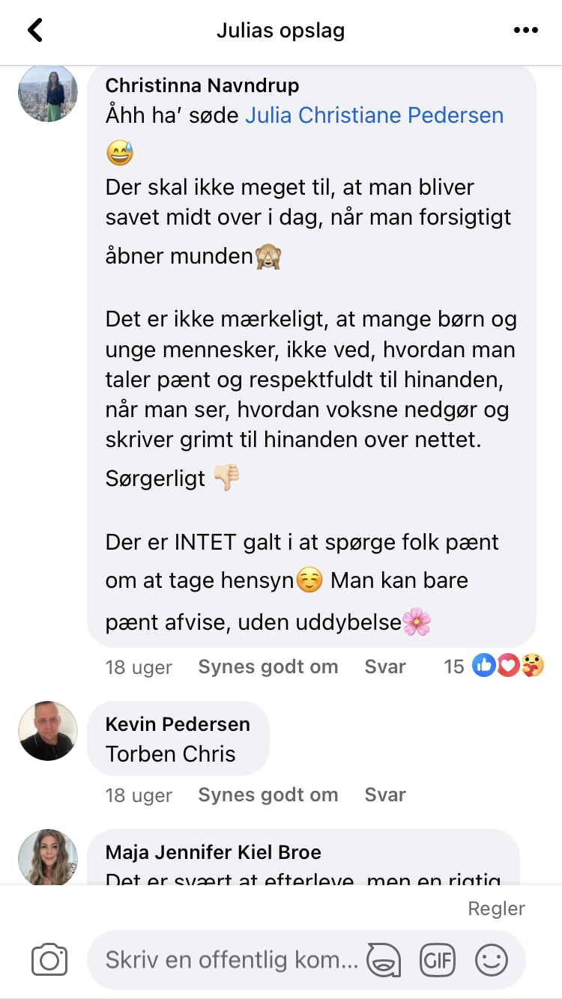 Julias opslag
Christinna Navndrup
Åhh ha’ søde Julia Christiane Pedersen
😅
Der skal ikke meget til, at man bliver
savet midt over i dag, når man forsigtigt
åbner munden🙈
Det er ikke mærkeligt, at mange børn og
unge mennesker, ikke ved, hvordan man
taler pænt og respektfuldt til hinanden,
når man ser, hvordan voksne nedgør og
skriver grimt til hinanden over nettet.
Sørgerligt 👎🏻
Der er INTET galt i at spørge folk pænt
om at tage hensyn☺️ Man kan bare
pænt afvise, uden uddybelse🌸
18 uger Synes godt om Svar 15
Kevin Pedersen
Torben Chris
18 uger Synes godt om Svar
Maja Jennifer Kiel Broe
Det er svært at efterleve, men en rigtig
Regler
Skriv en offentlig kom... GIF